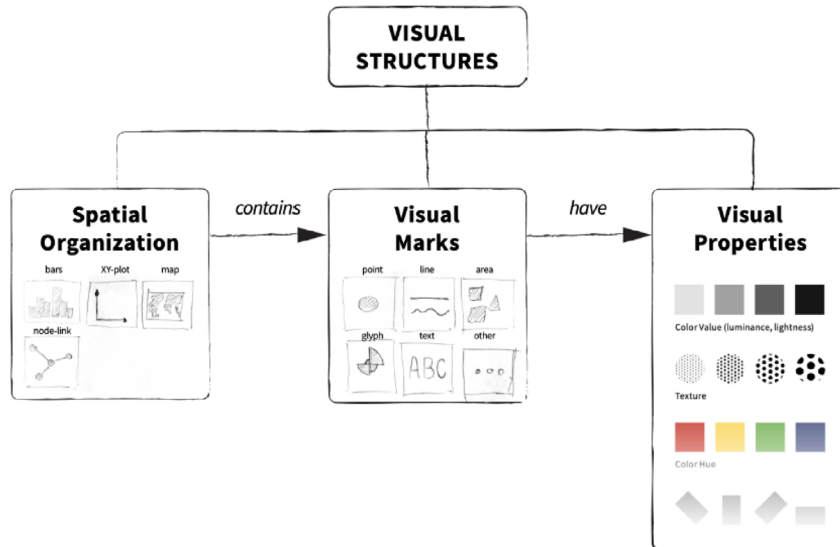 VISUAL
STRUCTURES
contains
have
Spatial
Organization
bars XY-plot map
node-link
Visual
Marks
point line area
glyph text other
ABC
Visual
Properties
Color Value (luminance, lightness)
Texture
Color Hue